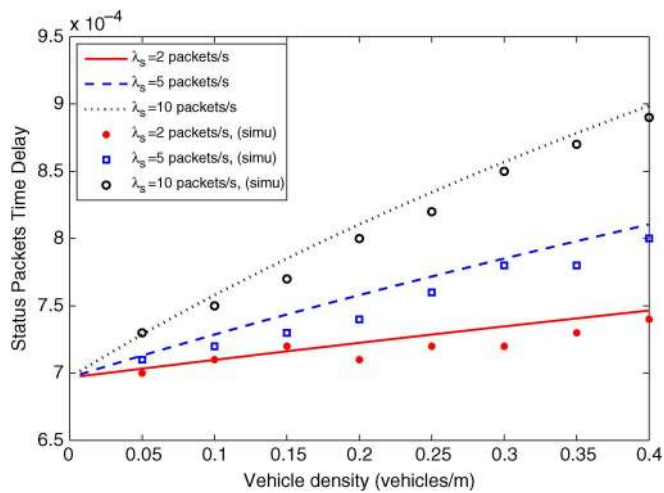 × 10⁻⁴
9.5
9
8.5
8
7.5
7
6.5
Status Packets Time Delay
λs=2 packets/s
λs=5 packets/s
λs=10 packets/s
λs=2 packets/s, (simu)
λs=5 packets/s, (simu)
λs=10 packets/s, (simu)
0 0.05 0.1 0.15 0.2 0.25 0.3 0.35 0.4
Vehicle density (vehicles/m)